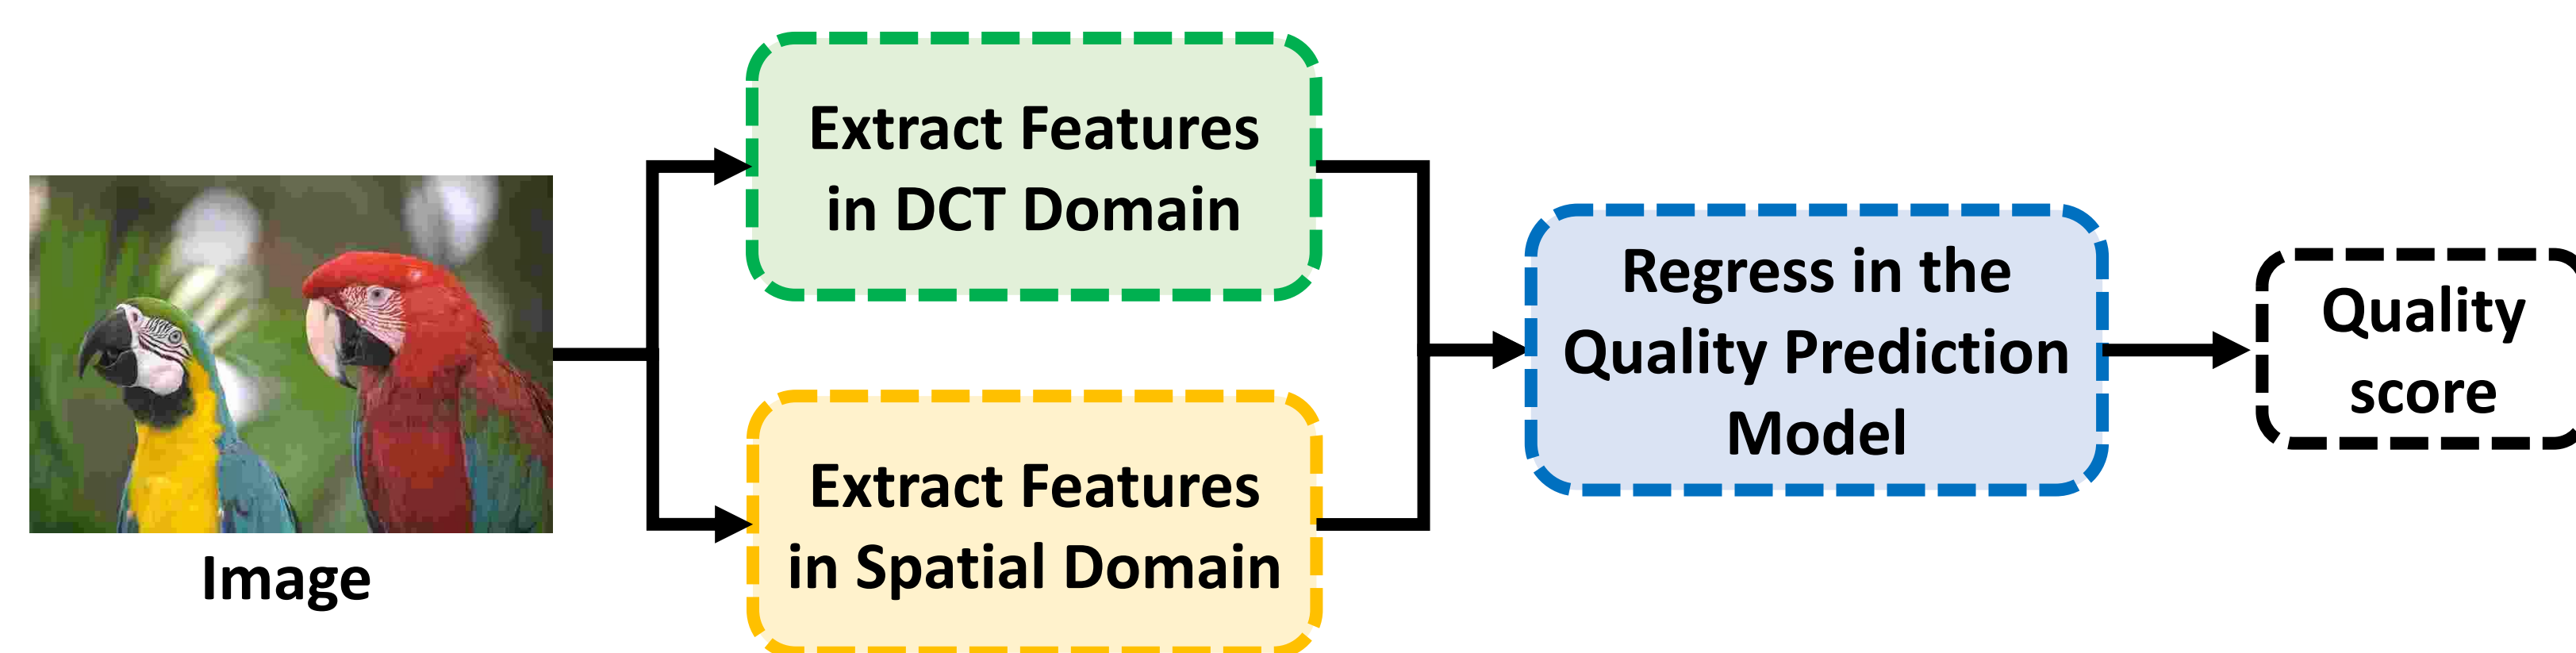 Extract Features
in DCT Domain
Image
Extract Features
in Spatial Domain
Regress in the
Quality Prediction
Model
Quality
score